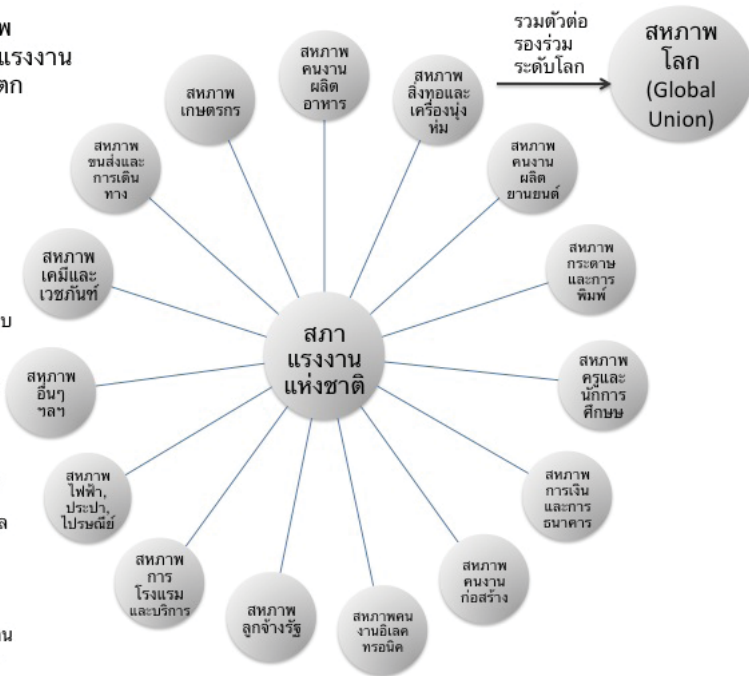 พ
แรงงาน
ตก
บ
ล
าน
รวมตัวต่อ
รองร่วม
ระดับโลก
สหภาพ
โลก
(Global
Union)
สหภาพ
คนงาน
ผลิต
อาหาร
สหภาพ
สิ่งทอและ
เครื่องนุ่ง
ห่ม
สหภาพ
คนงาน
ผลิต
ยานยนต์
สหภาพ
กระดาษ
และการ
พิมพ์
สหภาพ
ครูและ
นักการ
ศึกษษ
สหภาพ
การเงิน
และการ
ธนาคาร
สหภาพ
คนงาน
ก่อสร้าง
สหภาพคน
งานอิเลค
ทรอนิค
สหภาพ
ลูกจ้างรัฐ
สหภาพ
การ
โรงแรม
และบริการ
สหภาพ
ไฟฟ้า,
ประปา,
ไปรษณีย์
สหภาพ
อื่นๆ
ฯลฯ
สหภาพ
เคมีและ
เวชภันฑ์
สหภาพ
ขนส่งและ
การเดิน
ทาง
สหภาพ
เกษตรกร
สภา
แรงงาน
แห่งชาติ